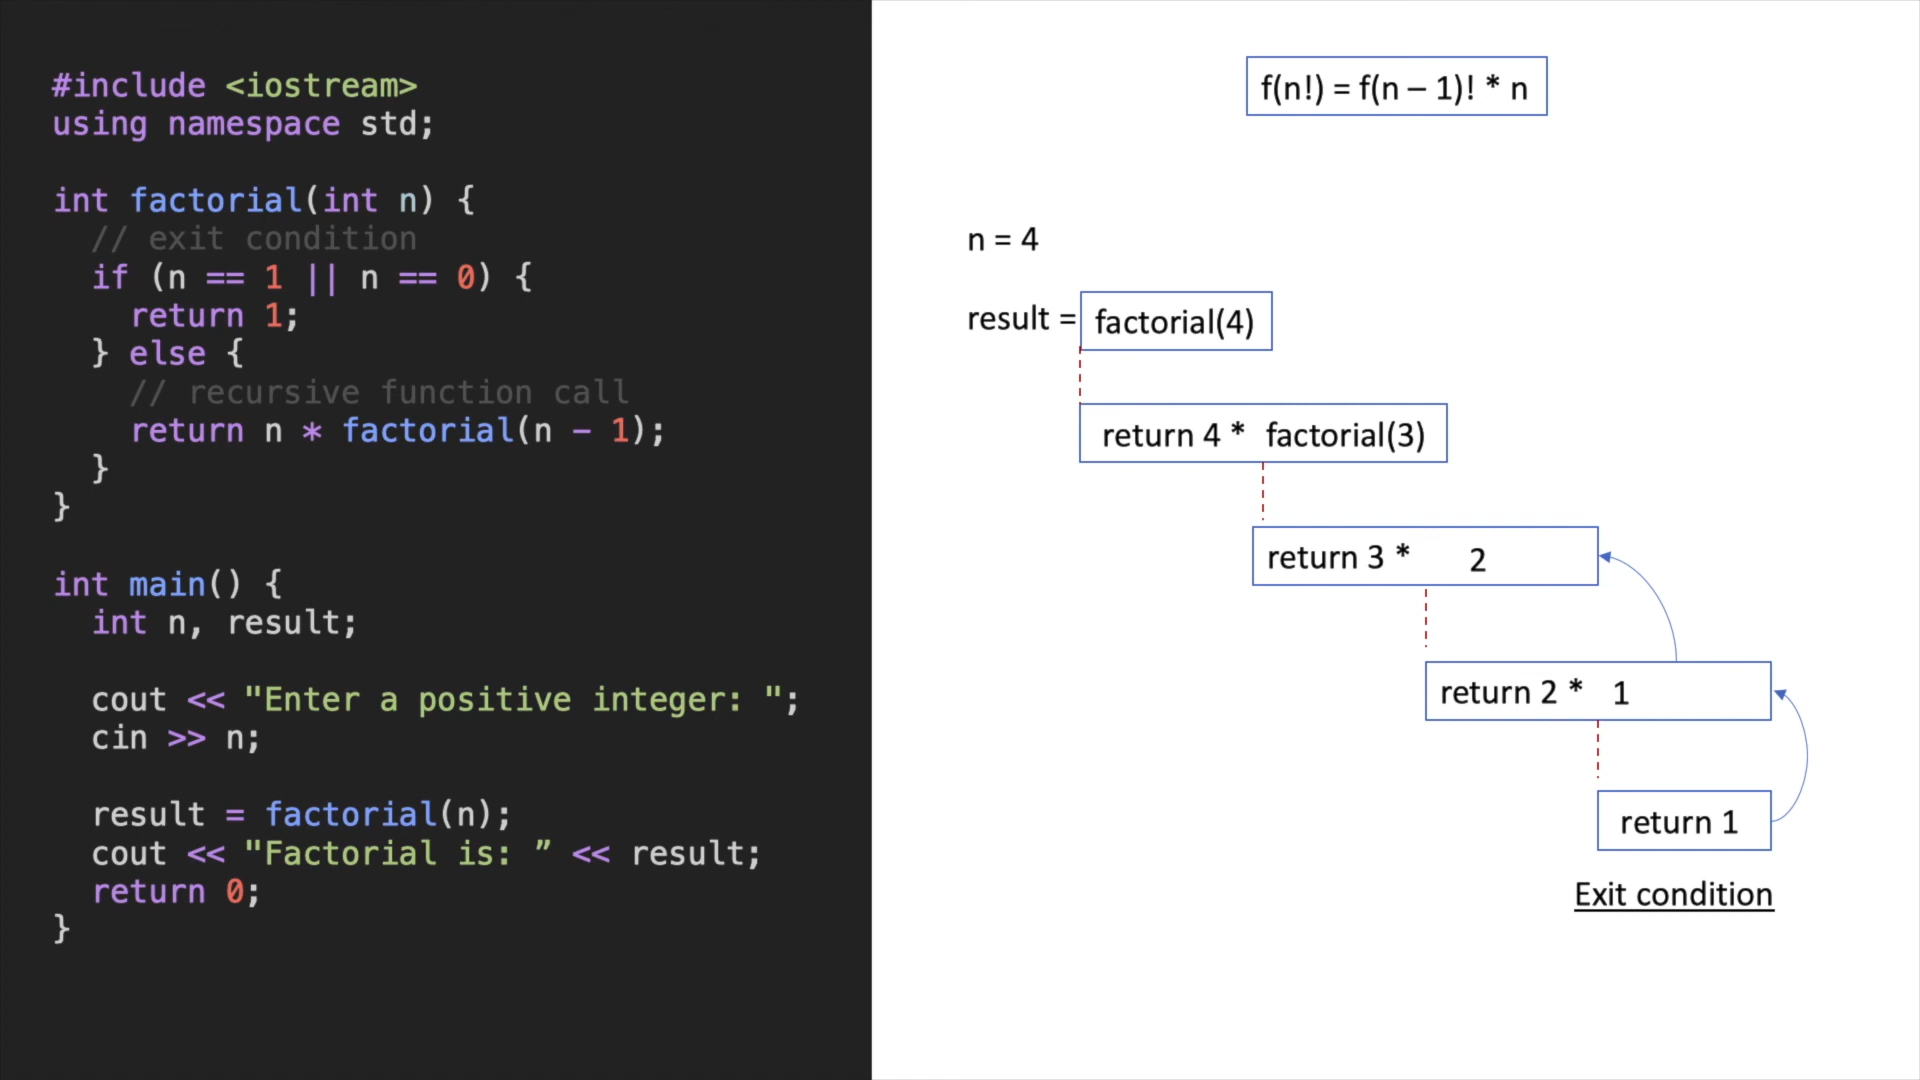 #include <iostream>
using namespace std;
int factorial(int n) {
// exit condition
if (n == 1 || n == 0) {
return 1;
} else {
// recursive function call
return n * factorial(n - 1);
}
}
int main() {
int n, result;
cout << "Enter a positive integer: ";
cin >> n;
result = factorial(n);
cout << "Factorial is: ” << result;
return 0;
}
f(n!) = f(n – 1)! * n
n = 4
result = factorial(4)
return 4 * factorial(3)
return 3 * 2
return 2 * 1
return 1
Exit condition